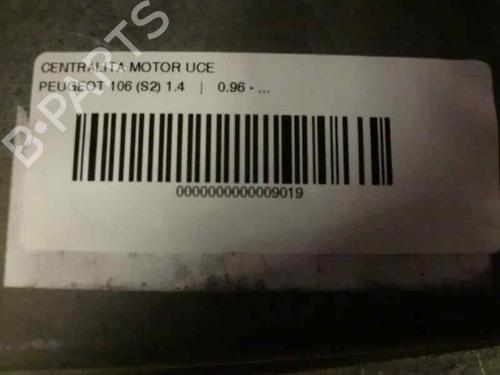 CENTRALITA MOTOR UCE
PEUGEOT 106 (S2) 1.4 | 0.96 - ...
0000000000009019
B-PARTS